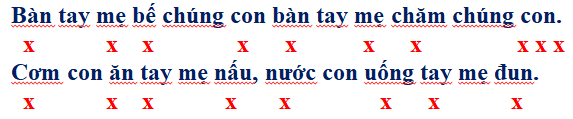 Bàn tay mẹ bế chúng con bàn tay mẹ chăm chúng con.
x x x x x x x x x x
Cơm con ăn tay mẹ nấu, nước con uống tay mẹ đun.
x x x x x x x x